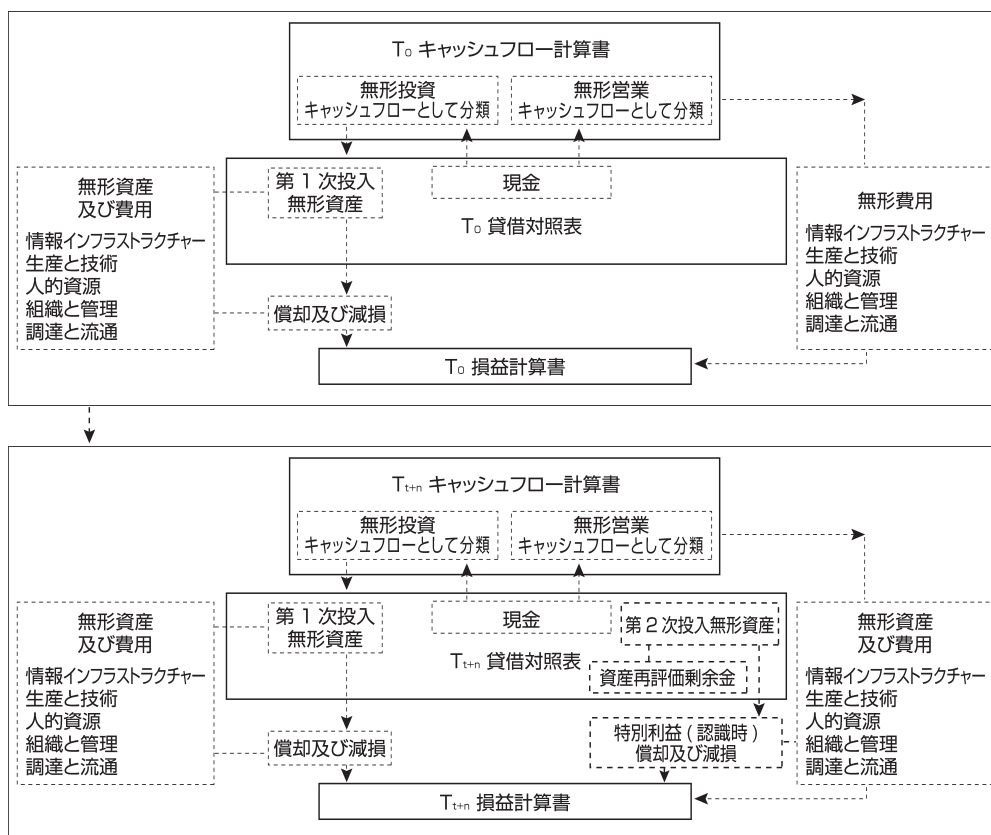 T₀ キャッシュフロー計算書
無形投資
キャッシュフローとして分類
無形営業
キャッシュフローとして分類
無形資産
及び費用
情報インフラストラクチャー
生産と技術
人的資源
組織と管理
調達と流通
第1次投入
無形資産
現金
T₀ 貸借対照表
無形費用
情報インフラストラクチャー
生産と技術
人的資源
組織と管理
調達と流通
償却及び減損
T₀ 損益計算書
Tₜ₊ₙ キャッシュフロー計算書
無形投資
キャッシュフローとして分類
無形営業
キャッシュフローとして分類
無形資産
及び費用
情報インフラストラクチャー
生産と技術
人的資源
組織と管理
調達と流通
第1次投入
無形資産
現金
第2次投入無形資産
Tₜ₊ₙ 貸借対照表
資産再評価剰余金
無形資産
及び費用
情報インフラストラクチャー
生産と技術
人的資源
組織と管理
調達と流通
償却及び減損
特別利益(認識時)
償却及び減損
Tₜ₊ₙ 損益計算書